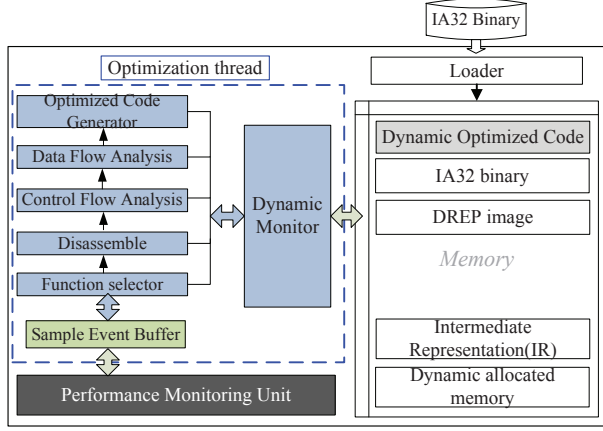 IA32 Binary
Optimization thread
Loader
Optimized Code
Generator
Data Flow Analysis
Control Flow Analysis
Disassemble
Function selector
Sample Event Buffer
Performance Monitoring Unit
Dynamic
Monitor
Dynamic Optimized Code
IA32 binary
DREP image
Memory
Intermediate
Representation(IR)
Dynamic allocated
memory